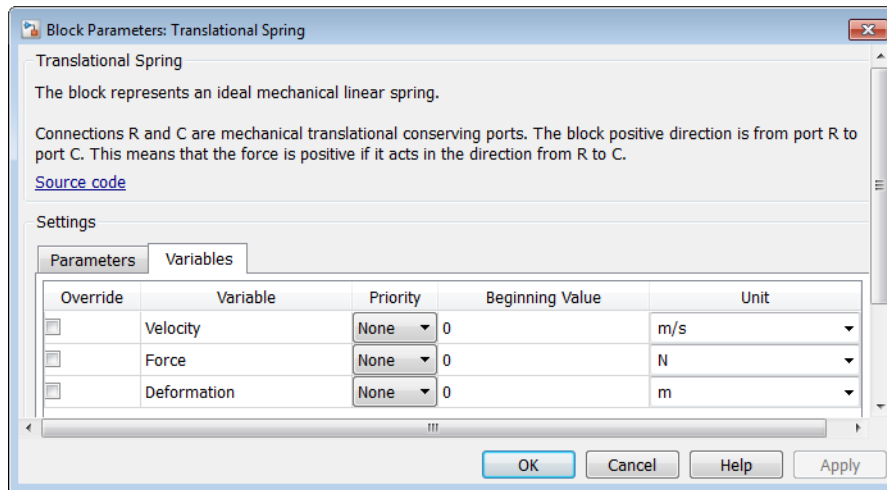 Block Parameters: Translational Spring
Translational Spring
The block represents an ideal mechanical linear spring.
Connections R and C are mechanical translational conserving ports. The block positive direction is from port R to
port C. This means that the force is positive if it acts in the direction from R to C.
Source code
Settings
Parameters Variables
Override Variable Priority Beginning Value Unit
Velocity None 0 m/s
Force None 0 N
Deformation None 0 m
OK Cancel Help Apply